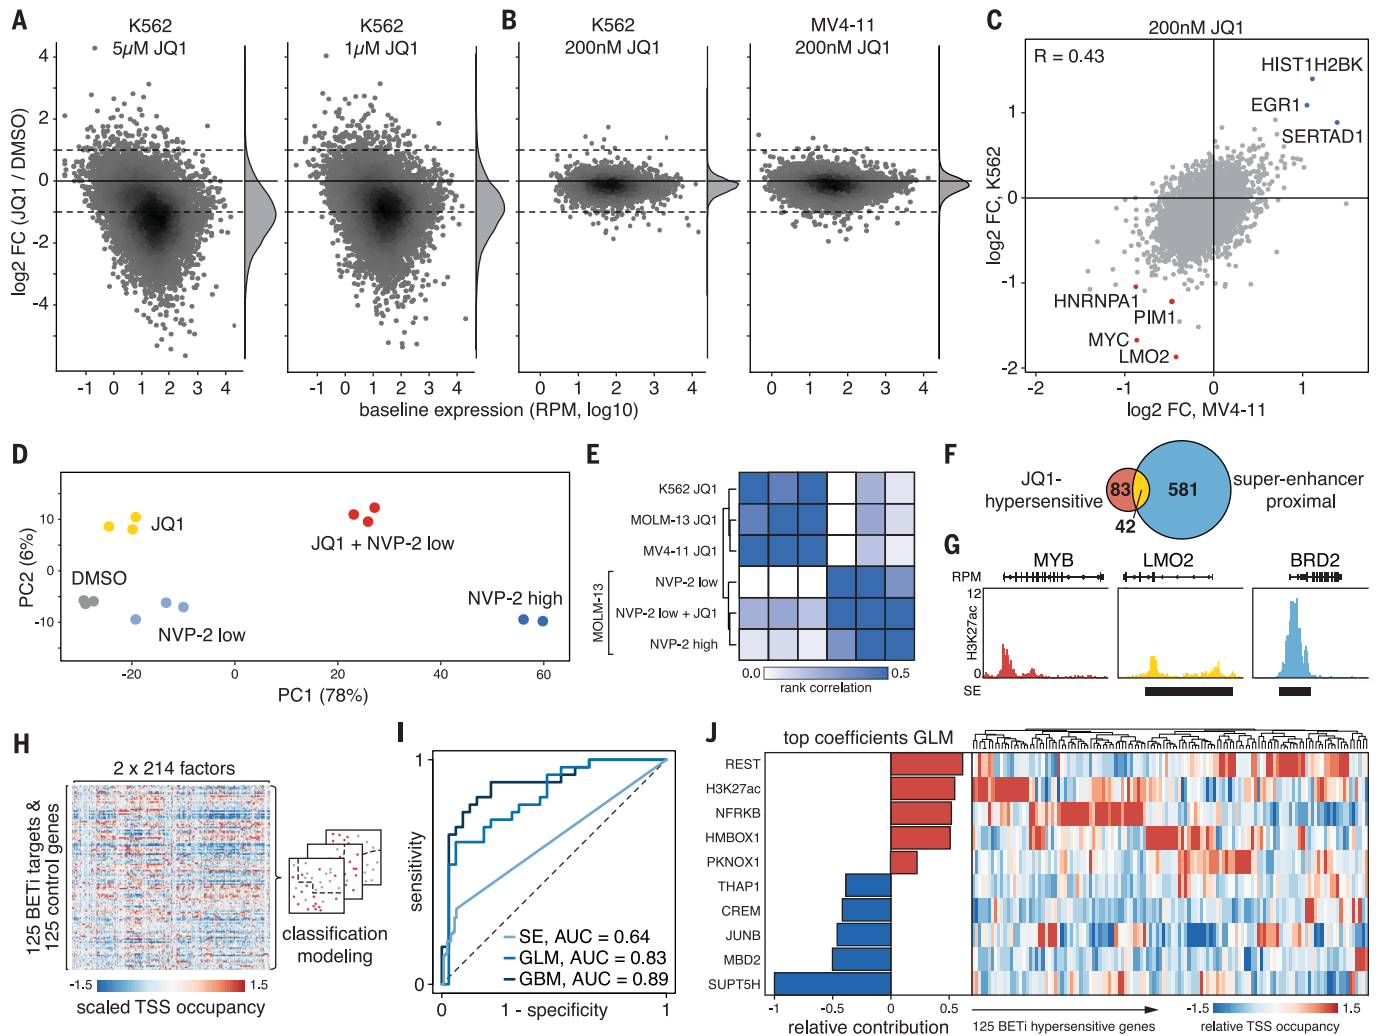 A
K562
5µM JQ1
K562
1µM JQ1
B
K562
200nM JQ1
MV4-11
200nM JQ1
C
200nM JQ1
log2 FC (JQ1 / DMSO)
4
2
0
-2
-4
-1 0 1 2 3 4
-1 0 1 2 3 4
0 1 2 3 4
0 1 2 3 4
baseline expression (RPM, log10)
R = 0.43
HIST1H2BK
EGR1
SERTAD1
HNRNPA1
PIM1
MYC
LMO2
log2 FC, K562
1
0
-1
-2
-2 -1 0 1
log2 FC, MV4-11
D
PC2 (6%)
10
0
-10
JQ1
JQ1 + NVP-2 low
DMSO
NVP-2 low
NVP-2 high
-20 0 20 40 60
PC1 (78%)
E
K562 JQ1
MOLM-13 JQ1
MV4-11 JQ1
NVP-2 low
NVP-2 low + JQ1
NVP-2 high
MOLM-13
0.0 0.5
rank correlation
F
JQ1-
hypersensitive
83
42
581
super-enhancer
proximal
G
MYB LMO2 BRD2
RPM
12
0
H3K27ac
SE
H
2 x 214 factors
125 BETi targets &
125 control genes
-1.5 1.5
scaled TSS occupancy
classification
modeling
I
sensitivity
1
0
SE, AUC = 0.64
GLM, AUC = 0.83
GBM, AUC = 0.89
0 1
1 - specificity
J
top coefficients GLM
REST
H3K27ac
NFRKB
HMBOX1
PKNOX1
THAP1
CREM
JUNB
MBD2
SUPT5H
-1 -0.5 0 0.5
relative contribution
125 BETi hypersensitive genes
-1.5 1.5
relative TSS occupancy